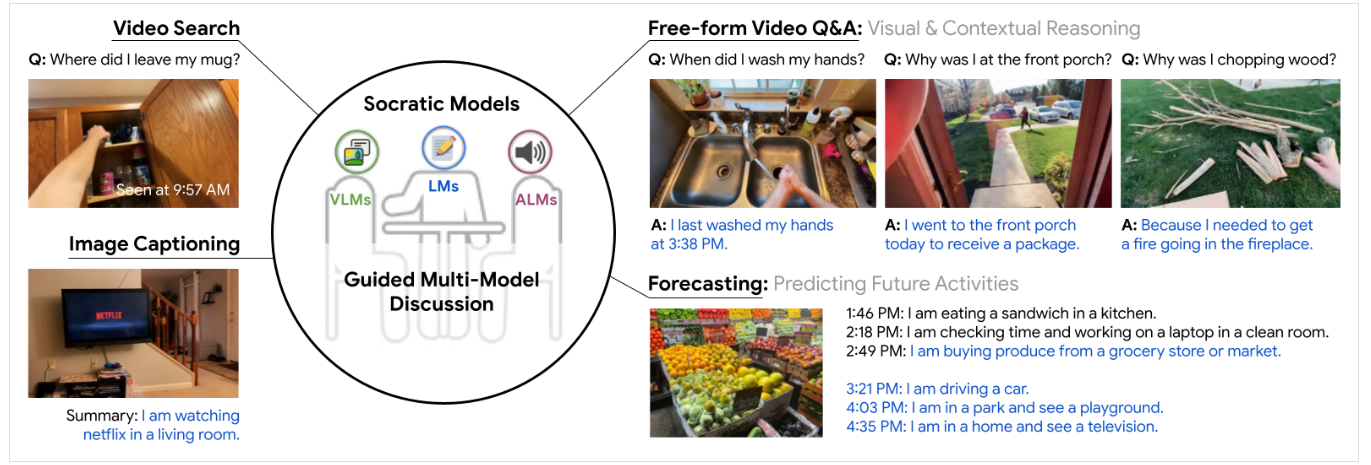 Video Search
Q: Where did I leave my mug?
Seen at 9:57 AM
Image Captioning
NETFLIX
Summary: I am watching
netflix in a living room.
Socratic Models
VLMs
LMs
ALMs
Guided Multi-Model
Discussion
Free-form Video Q&A: Visual & Contextual Reasoning
Q: When did I wash my hands?
A: I last washed my hands
at 3:38 PM.
Q: Why was I at the front porch?
A: I went to the front porch
today to receive a package.
Q: Why was I chopping wood?
A: Because I needed to get
a fire going in the fireplace.
Forecasting: Predicting Future Activities
1:46 PM: I am eating a sandwich in a kitchen.
2:18 PM: I am checking time and working on a laptop in a clean room.
2:49 PM: I am buying produce from a grocery store or market.
3:21 PM: I am driving a car.
4:03 PM: I am in a park and see a playground.
4:35 PM: I am in a home and see a television.